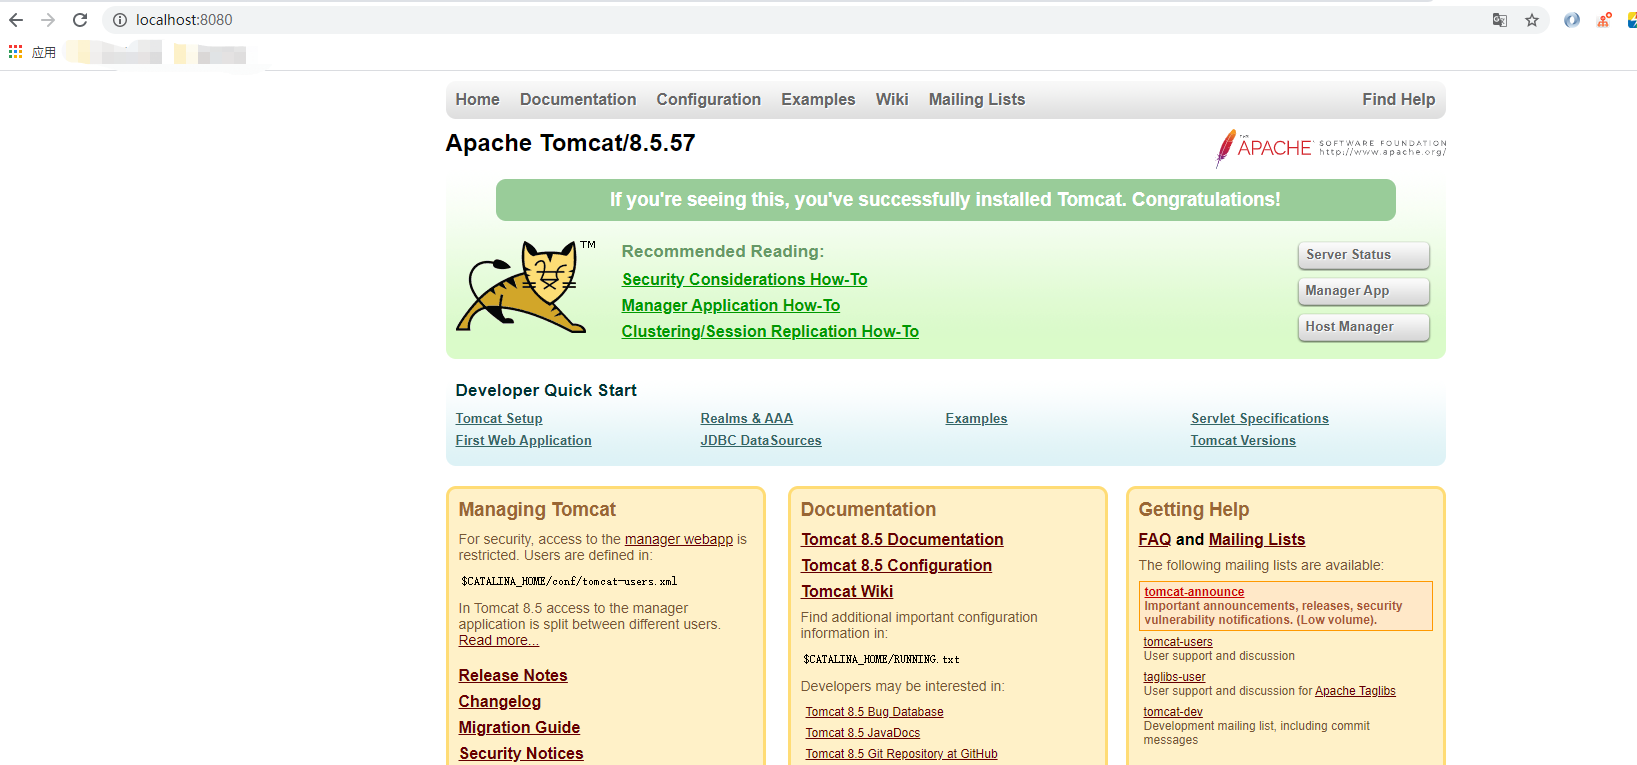 localhost:8080
应用
Home Documentation Configuration Examples Wiki Mailing Lists Find Help
Apache Tomcat/8.5.57
THE APACHE SOFTWARE FOUNDATION
http://www.apache.org/
If you're seeing this, you've successfully installed Tomcat. Congratulations!
TM
Recommended Reading:
Security Considerations How-To
Manager Application How-To
Clustering/Session Replication How-To
Server Status
Manager App
Host Manager
Developer Quick Start
Tomcat Setup
First Web Application
Realms & AAA
JDBC DataSources
Examples
Servlet Specifications
Tomcat Versions
Managing Tomcat
For security, access to the manager webapp is
restricted. Users are defined in:
$CATALINA_HOME/conf/tomcat-users.xml
In Tomcat 8.5 access to the manager
application is split between different users.
Read more...
Release Notes
Changelog
Migration Guide
Security Notices
Documentation
Tomcat 8.5 Documentation
Tomcat 8.5 Configuration
Tomcat Wiki
Find additional important configuration
information in:
$CATALINA_HOME/RUNNING.txt
Developers may be interested in:
Tomcat 8.5 Bug Database
Tomcat 8.5 JavaDocs
Tomcat 8.5 Git Repository at GitHub
Getting Help
FAQ and Mailing Lists
The following mailing lists are available:
tomcat-announce
Important announcements, releases, security
vulnerability notifications. (Low volume).
tomcat-users
User support and discussion
taglibs-user
User support and discussion for Apache Taglibs
tomcat-dev
Development mailing list, including commit
messages